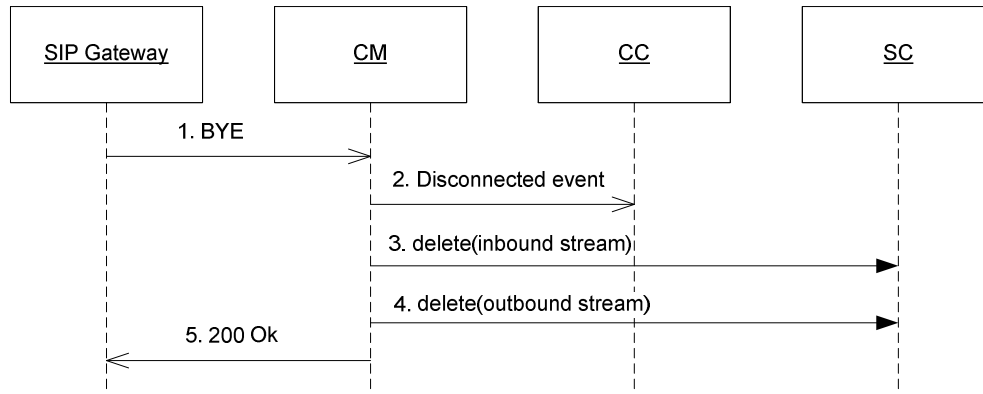 SIP Gateway
CM
CC
SC
1. BYE
2. Disconnected event
3. delete(inbound stream)
4. delete(outbound stream)
5. 200 Ok